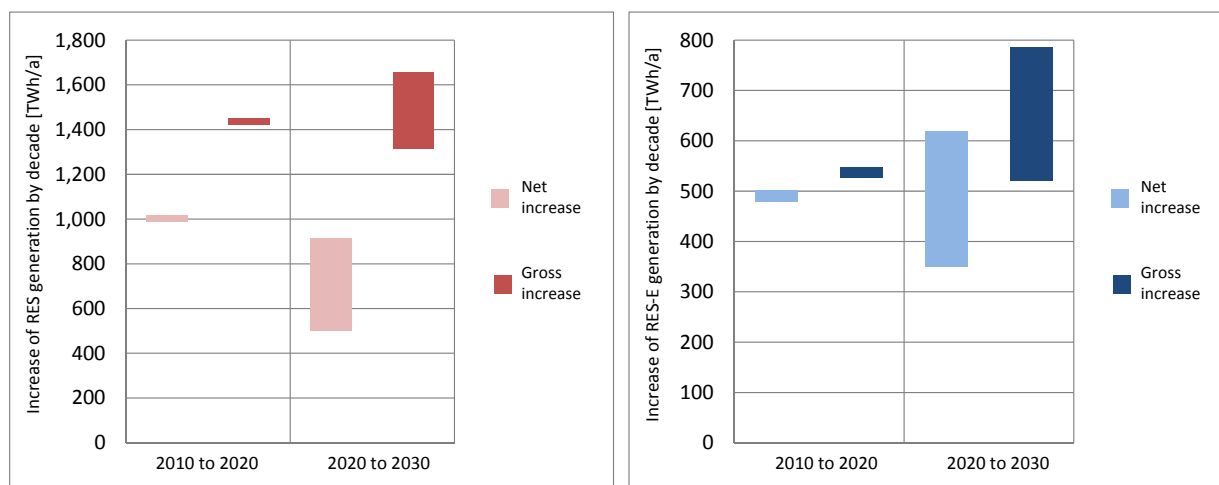 Increase of RES generation by decade [TWh/a]
1,800
1,600
1,400
1,200
1,000
800
600
400
200
0
2010 to 2020
2020 to 2030
Net
increase
Gross
increase
Increase of RES-E generation by decade [TWh/a]
800
700
600
500
400
300
200
100
0
2010 to 2020
2020 to 2030
Net
increase
Gross
increase